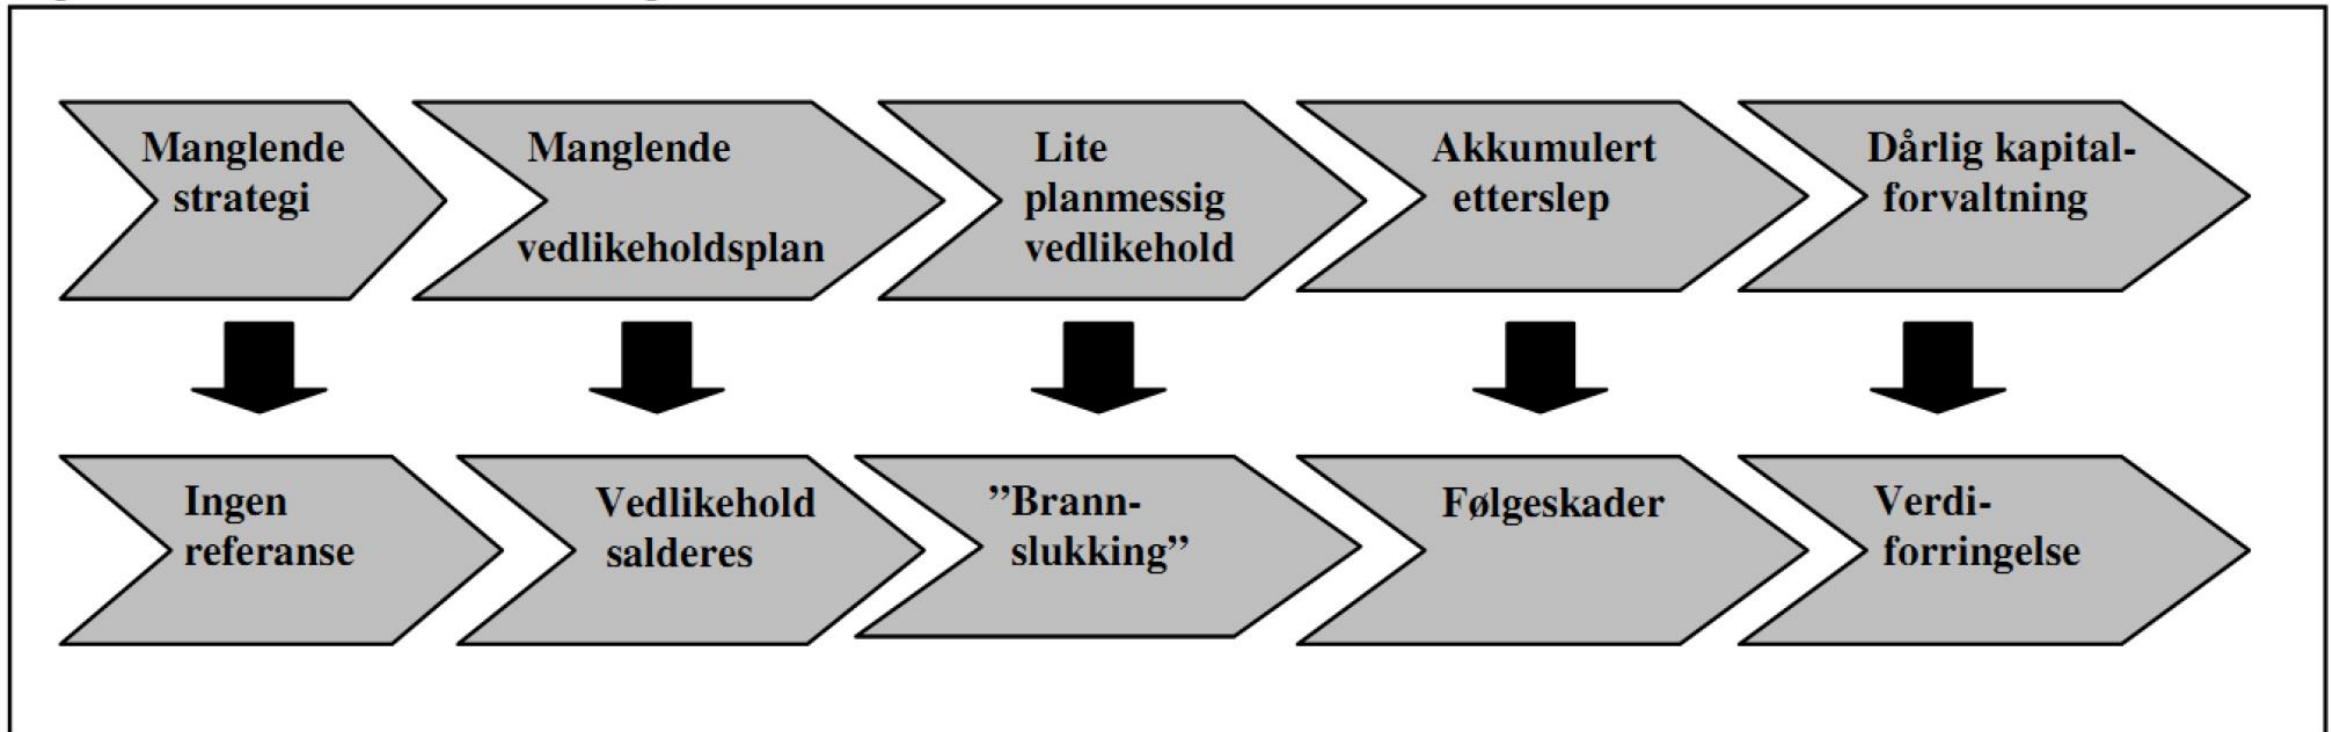 Manglende
strategi
Manglende
vedlikeholdsplan
Lite
planmessig
vedlikehold
Akkumulert
etterslep
Dårlig kapital-
forvaltning
Ingen
referanse
Vedlikehold
salderes
”Brann-
slukking”
Følgeskader
Verdi-
forringelse